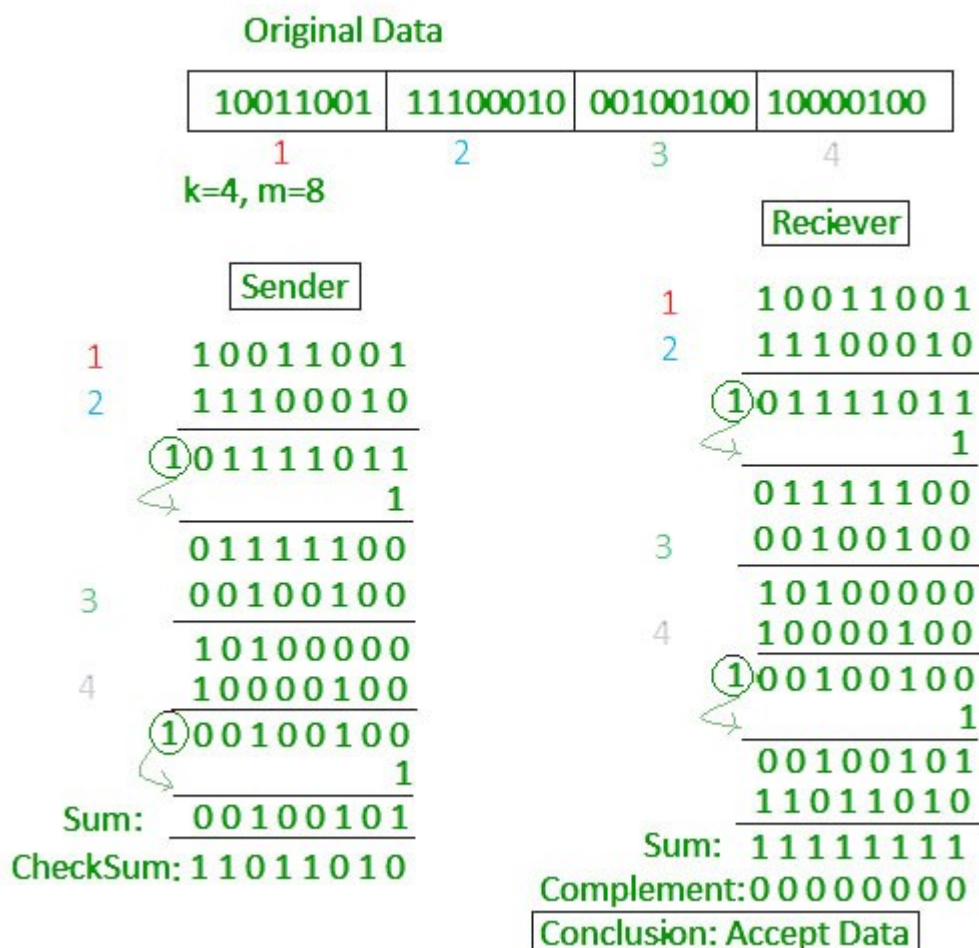 Original Data
10011001 11100010 00100100 10000100
1 2 3 4
k=4, m=8
Sender
1 10011001
2 11100010
1 01111011
1
01111100
3 00100100
10100000
4 10000100
1 00100100
1
Sum: 00100101
CheckSum: 11011010
Reciever
1 10011001
2 11100010
1 01111011
1
01111100
3 00100100
10100000
4 10000100
1 00100100
1
00100101
11011010
Sum: 11111111
Complement: 00000000
Conclusion: Accept Data